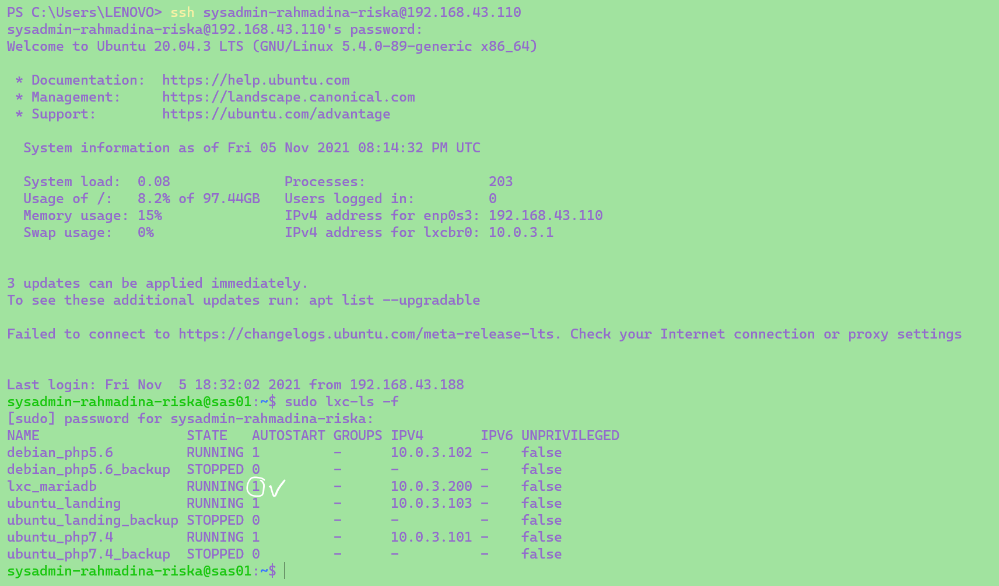 PS C:\Users\LENOVO> ssh sysadmin-rahmadina-riska@192.168.43.110
sysadmin-rahmadina-riska@192.168.43.110's password:
Welcome to Ubuntu 20.04.3 LTS (GNU/Linux 5.4.0-89-generic x86_64)
 * Documentation:  https://help.ubuntu.com
 * Management:     https://landscape.canonical.com
 * Support:        https://ubuntu.com/advantage
  System information as of Fri 05 Nov 2021 08:14:32 PM UTC
  System load:  0.08              Processes:               203
  Usage of /:   8.2% of 97.44GB   Users logged in:         0
  Memory usage: 15%               IPv4 address for enp0s3: 192.168.43.110
  Swap usage:   0%                IPv4 address for lxcbr0: 10.0.3.1
3 updates can be applied immediately.
To see these additional updates run: apt list --upgradable
Failed to connect to https://changelogs.ubuntu.com/meta-release-lts. Check your Internet connection or proxy settings
Last login: Fri Nov  5 18:32:02 2021 from 192.168.43.188
sysadmin-rahmadina-riska@sas01:~$ sudo lxc-ls -f
[sudo] password for sysadmin-rahmadina-riska:
NAME                  STATE   AUTOSTART GROUPS IPV4       IPV6 UNPRIVILEGED
debian_php5.6         RUNNING 1         -      10.0.3.102 -    false
debian_php5.6_backup  STOPPED 0         -      -          -    false
lxc_mariadb           RUNNING 1         -      10.0.3.200 -    false
ubuntu_landing        RUNNING 1         -      10.0.3.103 -    false
ubuntu_landing_backup STOPPED 0         -      -          -    false
ubuntu_php7.4         RUNNING 1         -      10.0.3.101 -    false
ubuntu_php7.4_backup  STOPPED 0         -      -          -    false
sysadmin-rahmadina-riska@sas01:~$